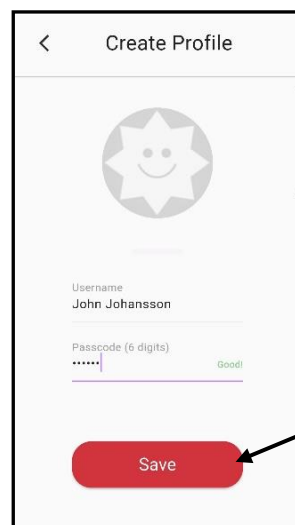 Create Profile
Username
John Johansson
Passcode (6 digits)
•••••• Good!
Save